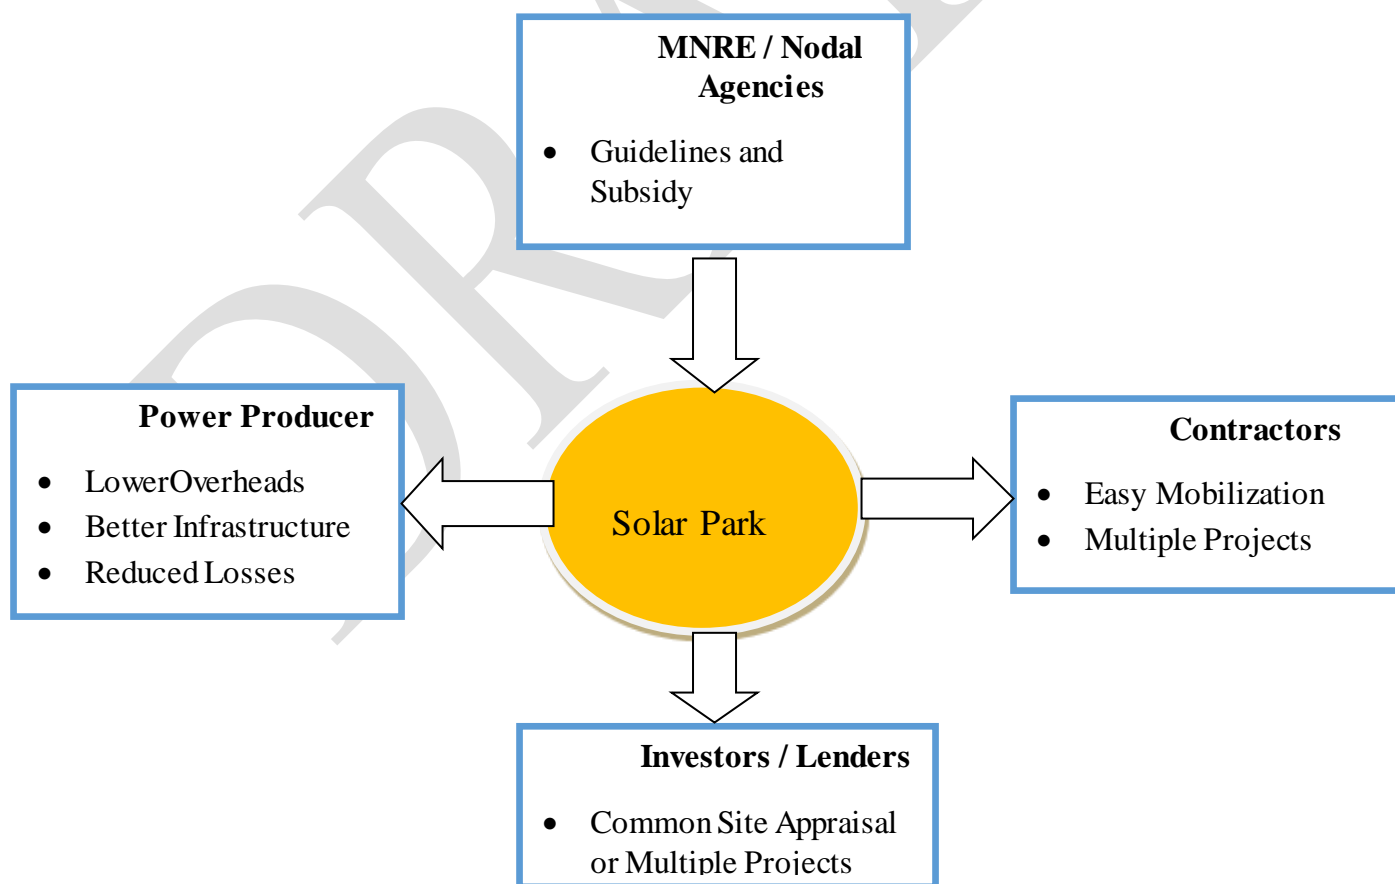 MNRE / Nodal
Agencies
• Guidelines and
Subsidy
Power Producer
• LowerOverheads
• Better Infrastructure
• Reduced Losses
Solar Park
Contractors
• Easy Mobilization
• Multiple Projects
Investors / Lenders
• Common Site Appraisal
or Multiple Projects